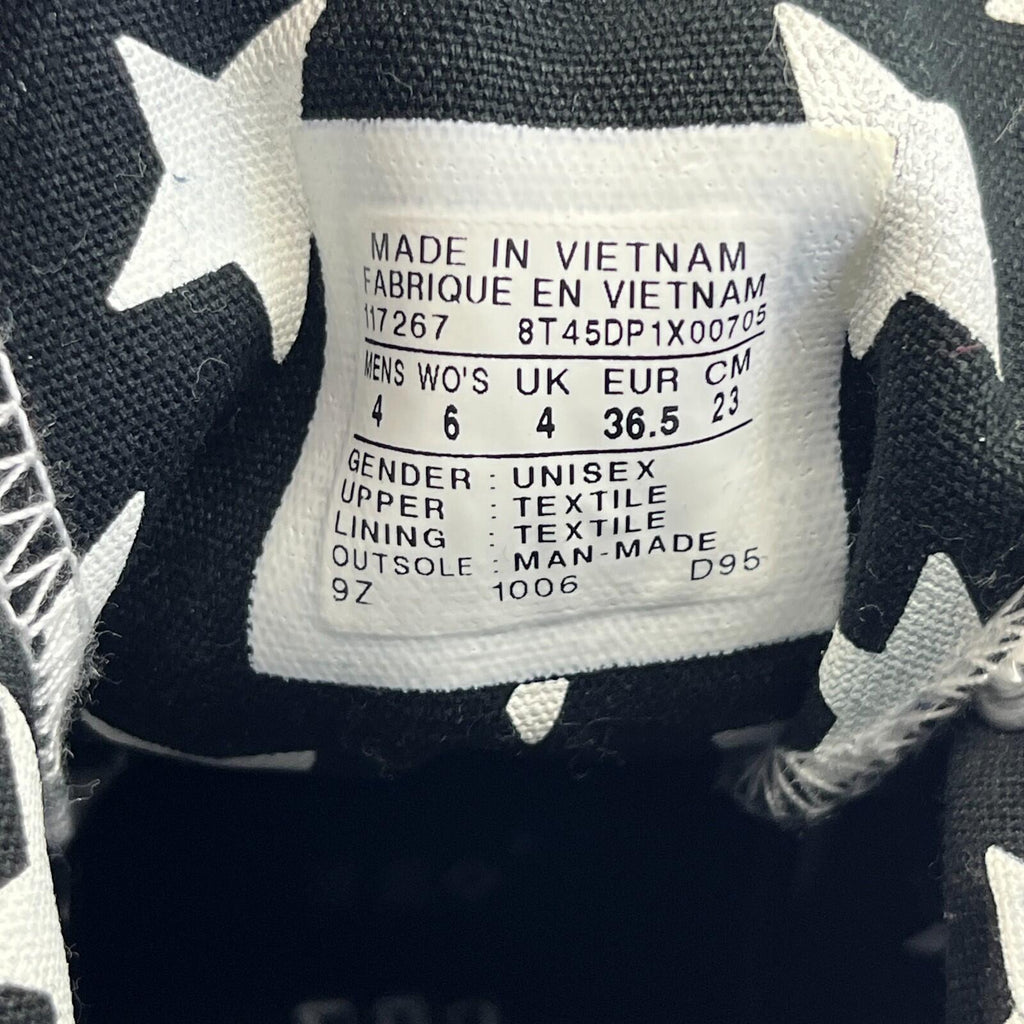 MADE IN VIETNAM
FABRIQUE EN VIETNAM
117267 8T45DP1X00705
MENS WO'S UK EUR CM
4 6 4 36.5 23
GENDER : UNISEX
UPPER : TEXTILE
LINING : TEXTILE
OUTSOLE : MAN-MADE
9Z 1006 D95